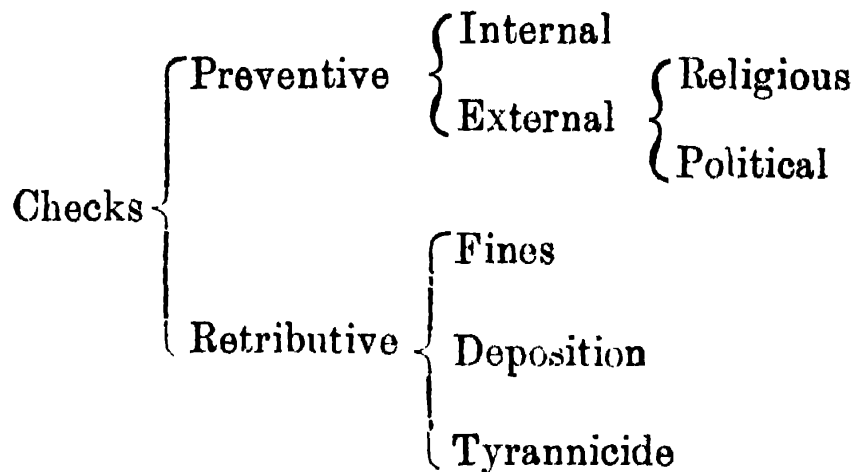 Internal
Preventive
Religious
External
Political
Checks
Fines
Retributive
Deposition
Tyrannicide